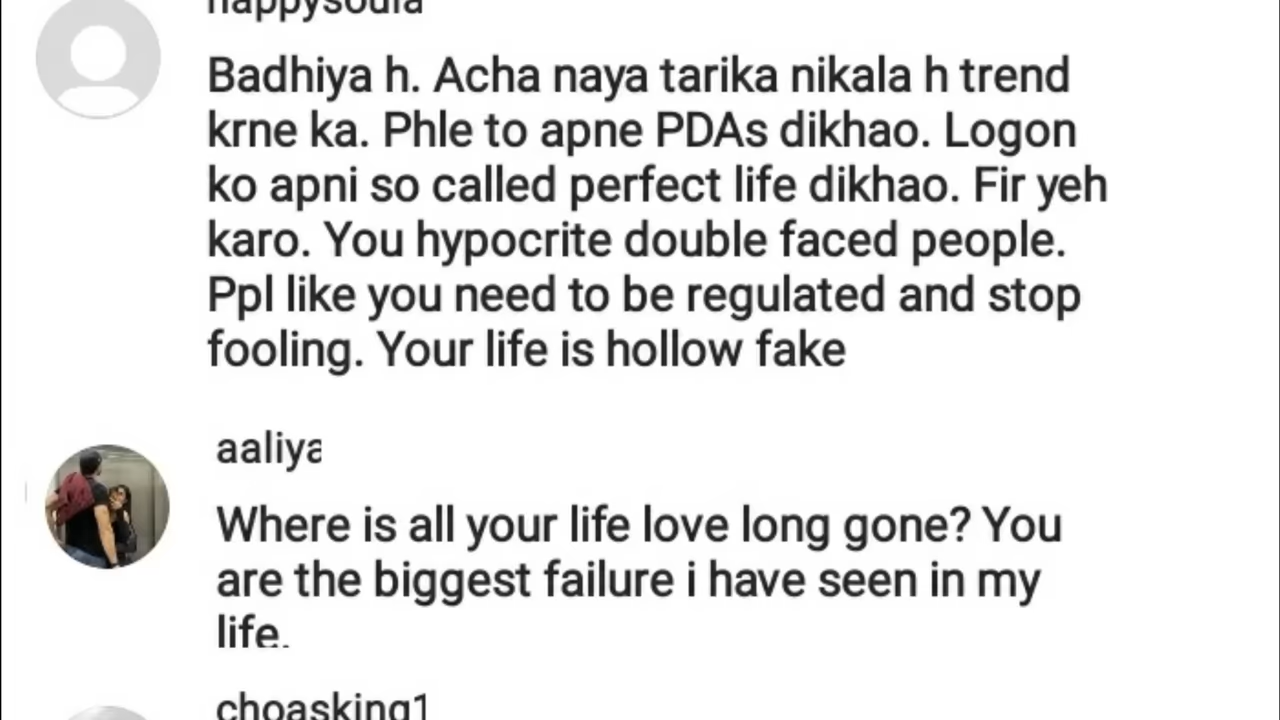 happysoula
Badhiya h. Acha naya tarika nikala h trend
krne ka. Phle to apne PDAs dikhao. Logon
ko apni so called perfect life dikhao. Fir yeh
karo. You hypocrite double faced people.
Ppl like you need to be regulated and stop
fooling. Your life is hollow fake
aaliya
Where is all your life love long gone? You
are the biggest failure i have seen in my
life.
choasking1